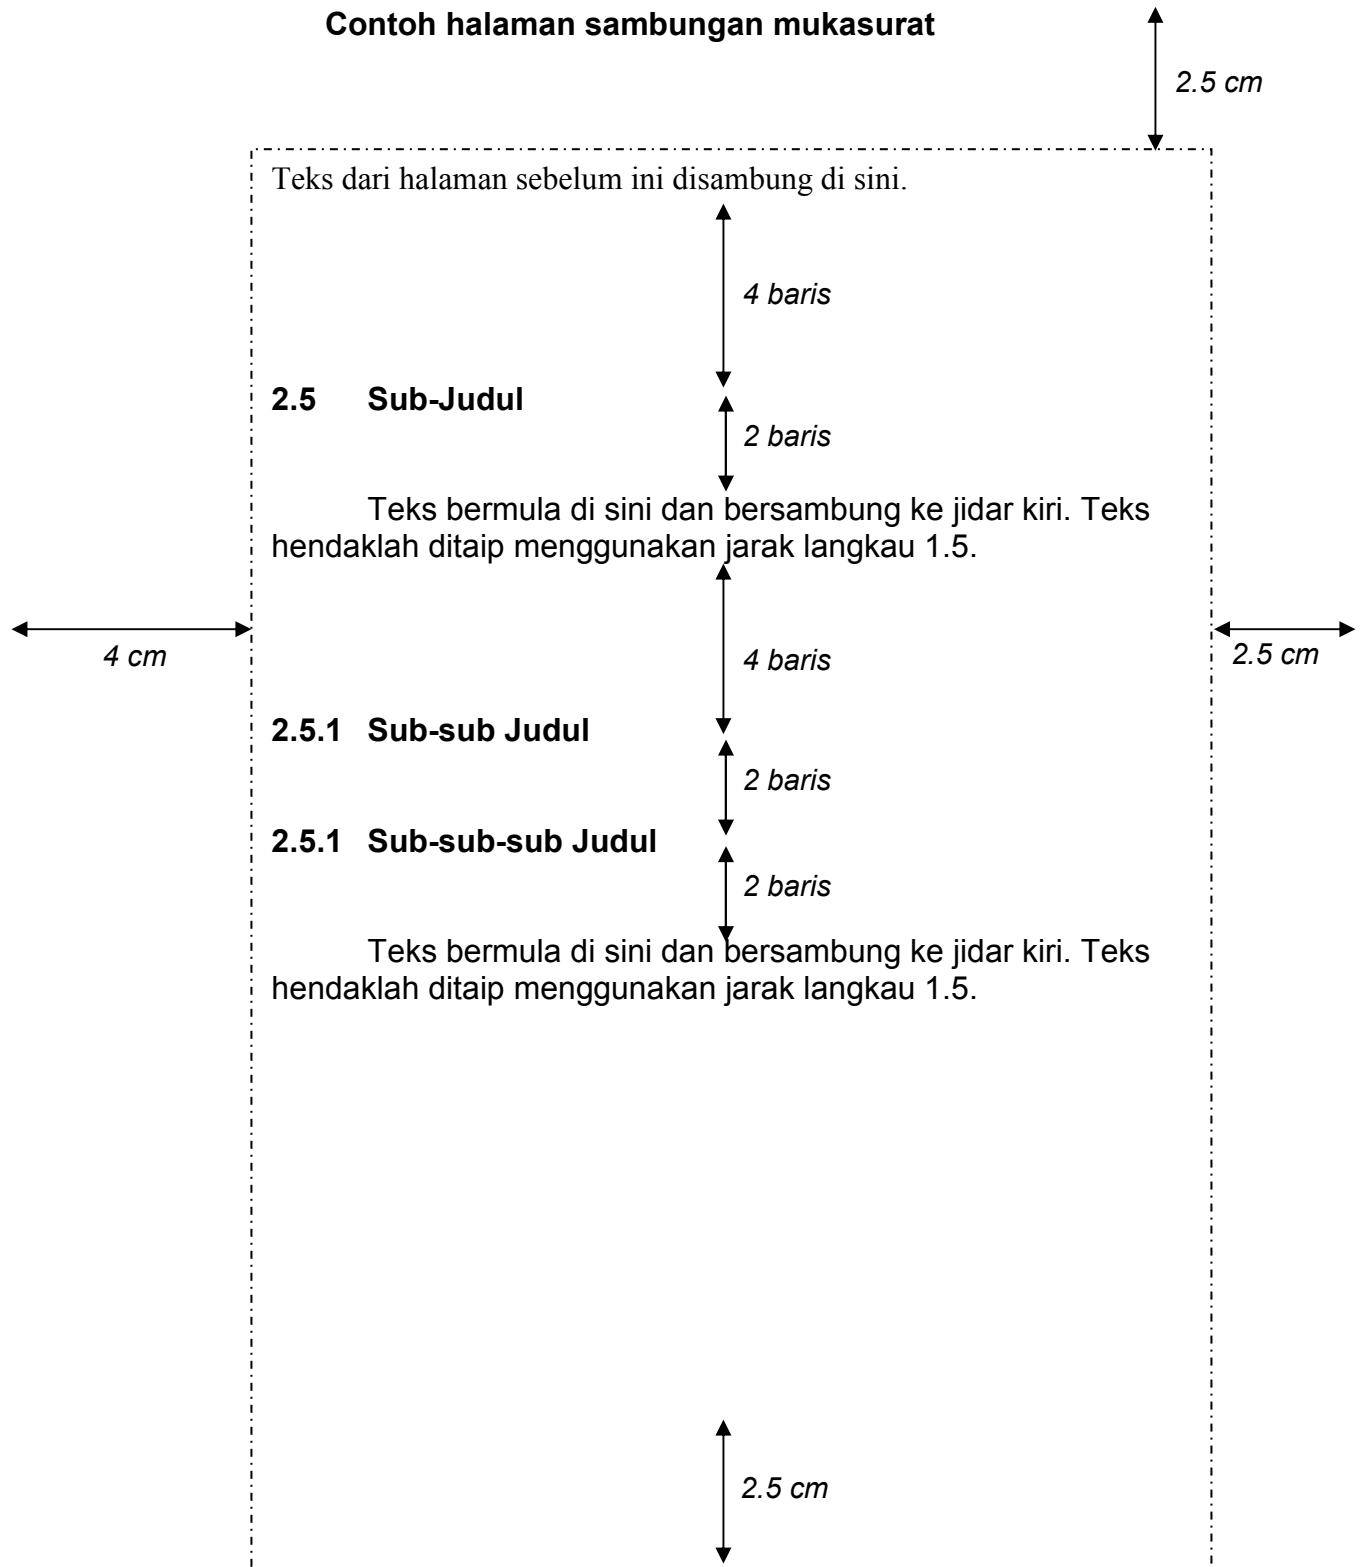 Contoh halaman sambungan mukasurat
2.5 cm
Teks dari halaman sebelum ini disambung di sini.
4 baris
2.5 Sub-Judul
2 baris
Teks bermula di sini dan bersambung ke jidar kiri. Teks
hendaklah ditaip menggunakan jarak langkau 1.5.
4 cm
4 baris
2.5 cm
2.5.1 Sub-sub Judul
2 baris
2.5.1 Sub-sub-sub Judul
2 baris
Teks bermula di sini dan bersambung ke jidar kiri. Teks
hendaklah ditaip menggunakan jarak langkau 1.5.
2.5 cm